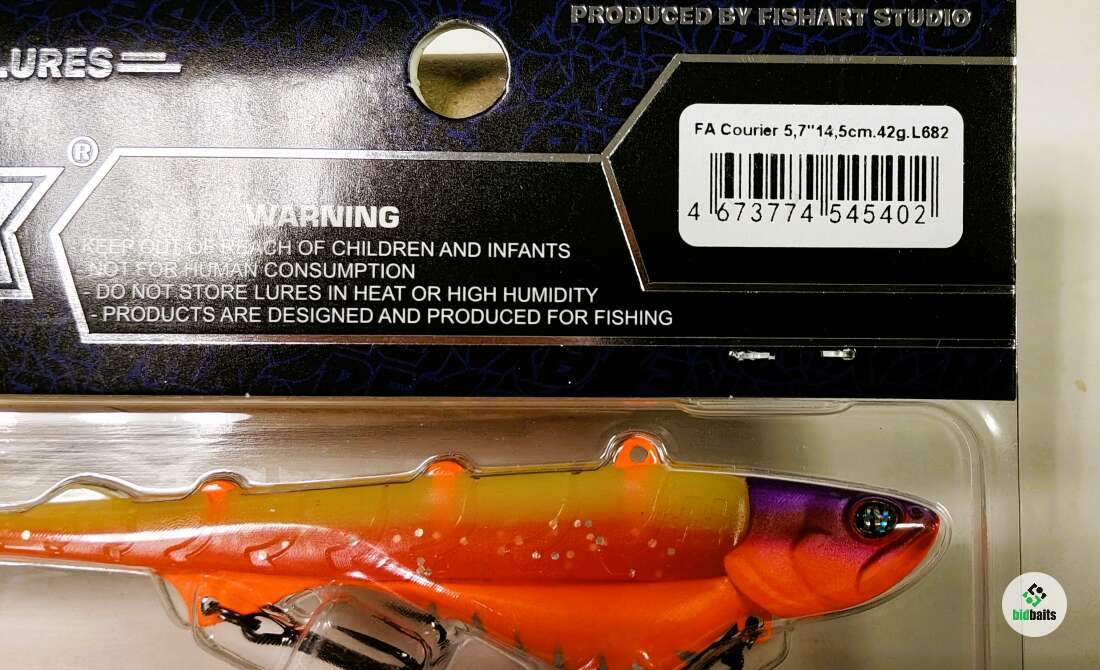 PRODUCED BY FISHART STUDIO
LURES
®
FA Courier 5,7''14,5cm.42g.L682
4 673774 545402
WARNING
- KEEP OUT OF REACH OF CHILDREN AND INFANTS
- NOT FOR HUMAN CONSUMPTION
- DO NOT STORE LURES IN HEAT OR HIGH HUMIDITY
- PRODUCTS ARE DESIGNED AND PRODUCED FOR FISHING
bidbaits